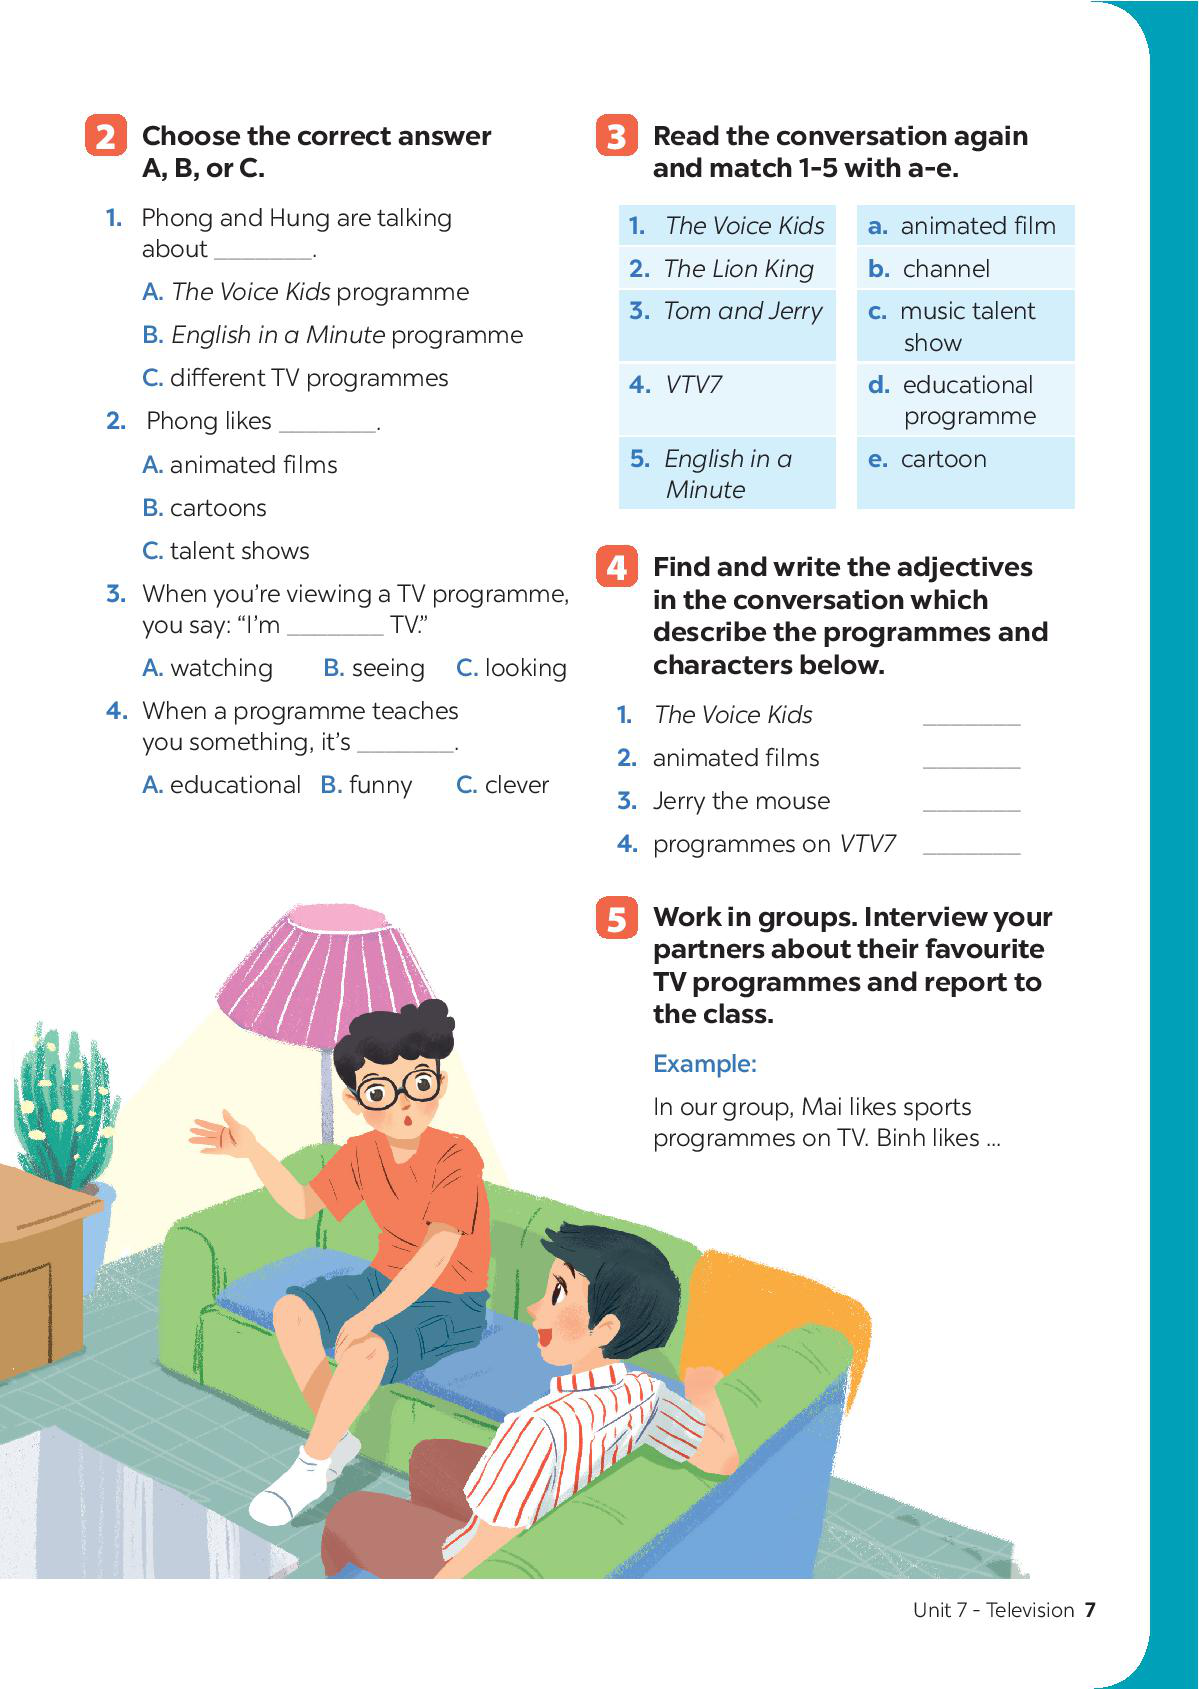 2 Choose the correct answer
A, B, or C.
1. Phong and Hung are talking
about ________.
A. The Voice Kids programme
B. English in a Minute programme
C. different TV programmes
2. Phong likes ________.
A. animated films
B. cartoons
C. talent shows
3. When you're viewing a TV programme,
you say: “I'm ________ TV.”
A. watching B. seeing C. looking
4. When a programme teaches
you something, it's ________.
A. educational B. funny C. clever
3 Read the conversation again
and match 1-5 with a-e.
1. The Voice Kids
2. The Lion King
3. Tom and Jerry
4. VTV7
5. English in a
Minute
a. animated film
b. channel
c. music talent
show
d. educational
programme
e. cartoon
4 Find and write the adjectives
in the conversation which
describe the programmes and
characters below.
1. The Voice Kids ________
2. animated films ________
3. Jerry the mouse ________
4. programmes on VTV7 ________
5 Work in groups. Interview your
partners about their favourite
TV programmes and report to
the class.
Example:
In our group, Mai likes sports
programmes on TV. Binh likes ...
Unit 7 - Television 7